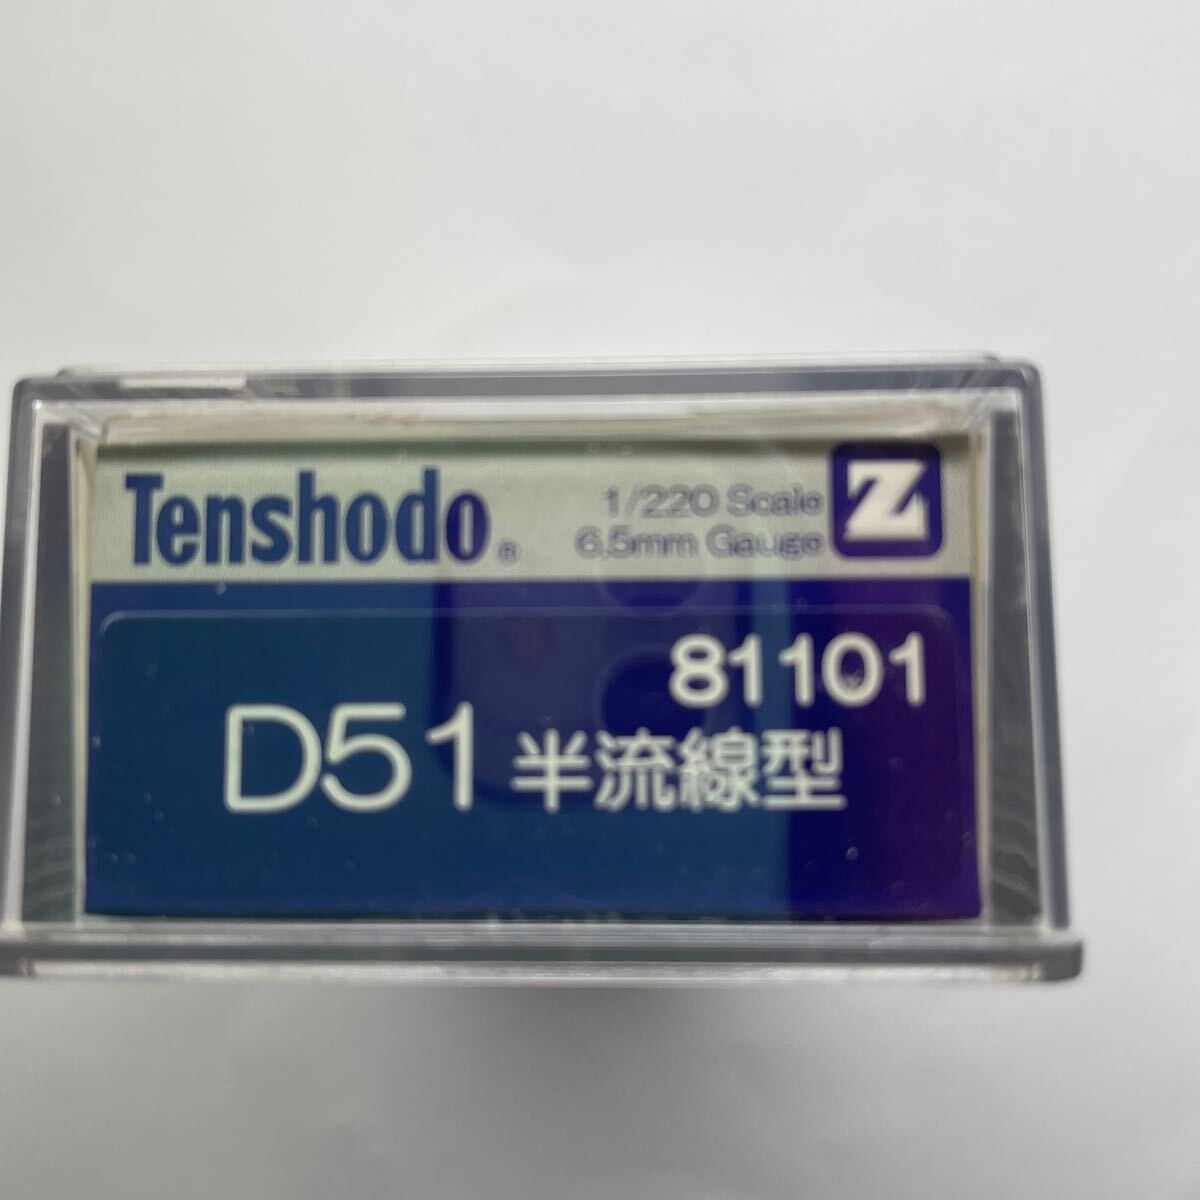 Tenshodo®
1/220 Scale
6.5mm Gauge
Z
81101
D51 半流線型